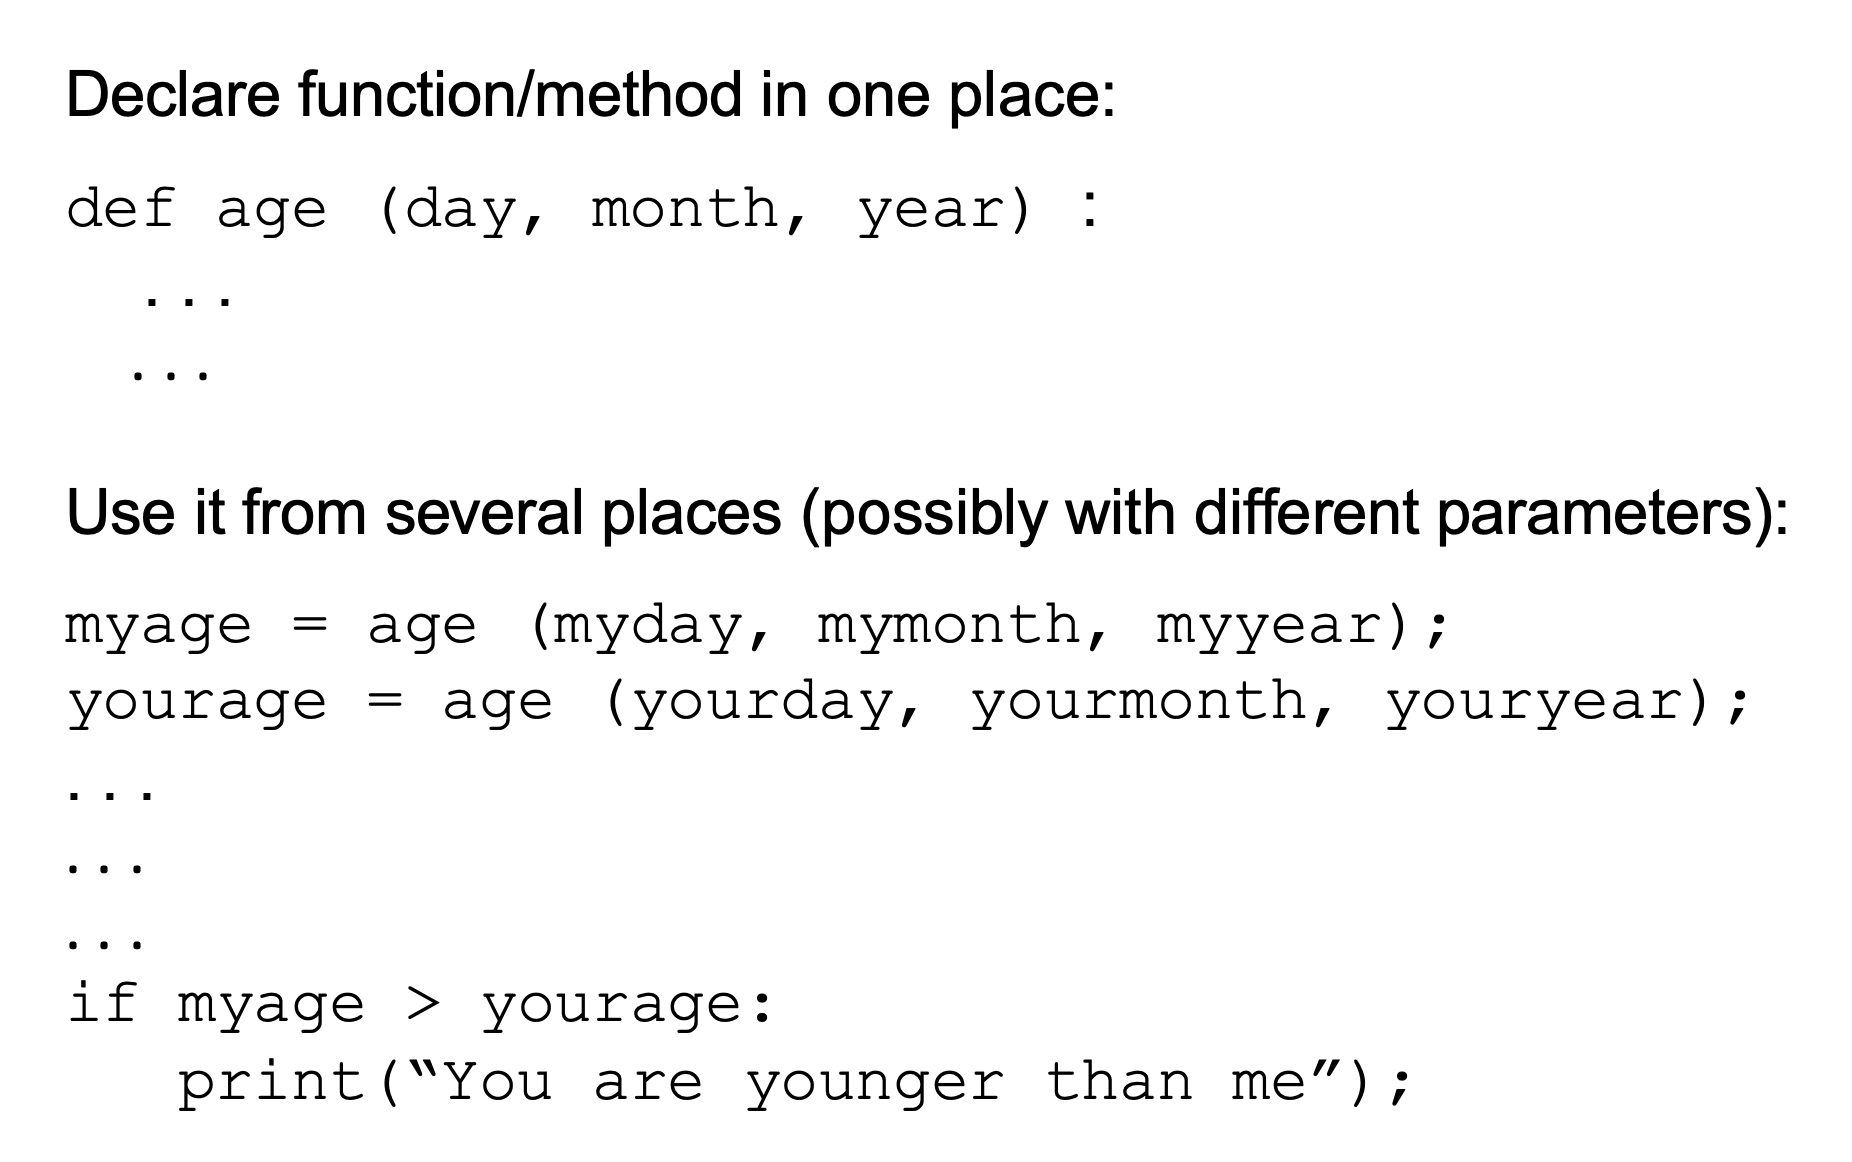 Declare function/method in one place:
def age (day, month, year) :
...
...
Use it from several places (possibly with different parameters):
myage = age (myday, mymonth, myyear);
yourage = age (yourday, yourmonth, youryear);
...
...
...
if myage > yourage:
   print(“You are younger than me”);